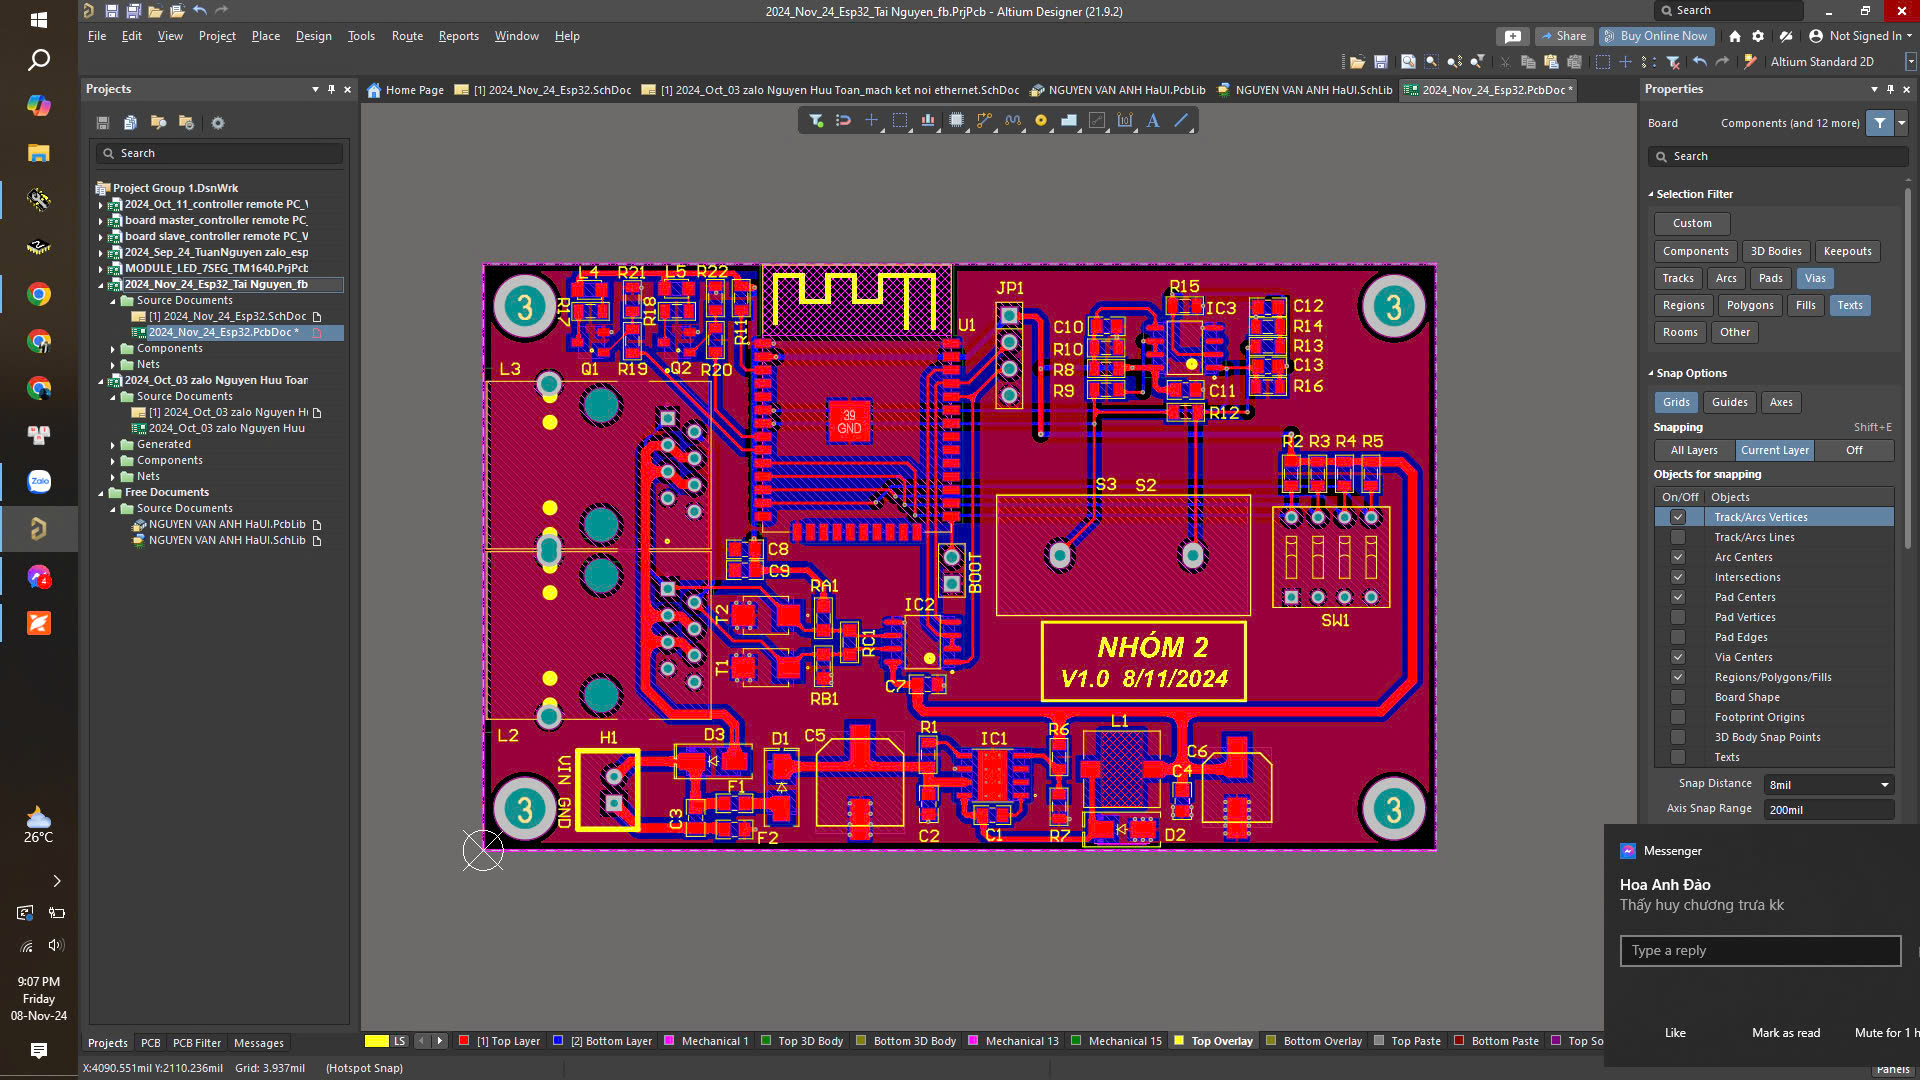 2024_Nov_24_Esp32_Tai Nguyen_fb.PrjPcb - Altium Designer (21.9.2)
Search
File Edit View Project Place Design Tools Route Reports Window Help
Share
Buy Online Now
Not Signed In
Altium Standard 2D
Projects
Home Page
[1] 2024_Nov_24_Esp32.SchDoc
[1] 2024_Oct_03 zalo Nguyen Huu Toan_mach ket noi ethernet.SchDoc
NGUYEN VAN ANH HaUI.PcbLib
NGUYEN VAN ANH HaUI.SchLib
2024_Nov_24_Esp32.PcbDoc *
Properties
Search
Project Group 1.DsnWrk
2024_Oct_11_controller remote PC_V
board master_controller remote PC_
board slave_controller remote PC_V
2024_Sep_24_TuanNguyen zalo_esp
MODULE_LED_7SEG_TM1640.PrjPcb
2024_Nov_24_Esp32_Tai Nguyen_fb
Source Documents
[1] 2024_Nov_24_Esp32.SchDoc
2024_Nov_24_Esp32.PcbDoc *
Components
Nets
2024_Oct_03 zalo Nguyen Huu Toan
Source Documents
[1] 2024_Oct_03 zalo Nguyen Hu
2024_Oct_03 zalo Nguyen Huu
Generated
Components
Nets
Free Documents
Source Documents
NGUYEN VAN ANH HaUI.PcbLib
NGUYEN VAN ANH HaUI.SchLib
Projects PCB PCB Filter Messages
X:4090.551mil Y:2110.236mil Grid: 3.937mil (Hotspot Snap)
Zalo
4
26°C
9:07 PM
Friday
08-Nov-24
L4 R21 L5 R22
3
R17
R18
R11
U1
JP1
R15
IC3
C12
R14
R13
C13
R16
3
C10
R10
R8
R9
C11
R12
L3
Q1 R19 Q2 R20
39
GND
R2 R3 R4 R5
S3 S2
C8
C9
BOOT
RA1
IC2
T2
RC1
T1
RB1
C7
SW1
NHÓM 2
V1.0 8/11/2024
L2
H1
D3
D1
C5
R1
IC1
R6
L1
C6
C4
VIN GND
3
C3
F1
F2
C2
C1
R7
D2
3
LS
[1] Top Layer
[2] Bottom Layer
Mechanical 1
Top 3D Body
Bottom 3D Body
Mechanical 13
Mechanical 15
Top Overlay
Bottom Overlay
Top Paste
Bottom Paste
Top So
Board
Components (and 12 more)
Search
Selection Filter
Custom
Components 3D Bodies Keepouts
Tracks Arcs Pads Vias
Regions Polygons Fills Texts
Rooms Other
Snap Options
Grids Guides Axes
Snapping Shift+E
All Layers Current Layer Off
Objects for snapping
On/Off Objects
Track/Arcs Vertices
Track/Arcs Lines
Arc Centers
Intersections
Pad Centers
Pad Vertices
Pad Edges
Via Centers
Regions/Polygons/Fills
Board Shape
Footprint Origins
3D Body Snap Points
Texts
Snap Distance 8mil
Axis Snap Range 200mil
Messenger
Hoa Anh Đào
Thấy huy chương trưa kk
Type a reply
Like
Mark as read
Mute for 1 h
Panels